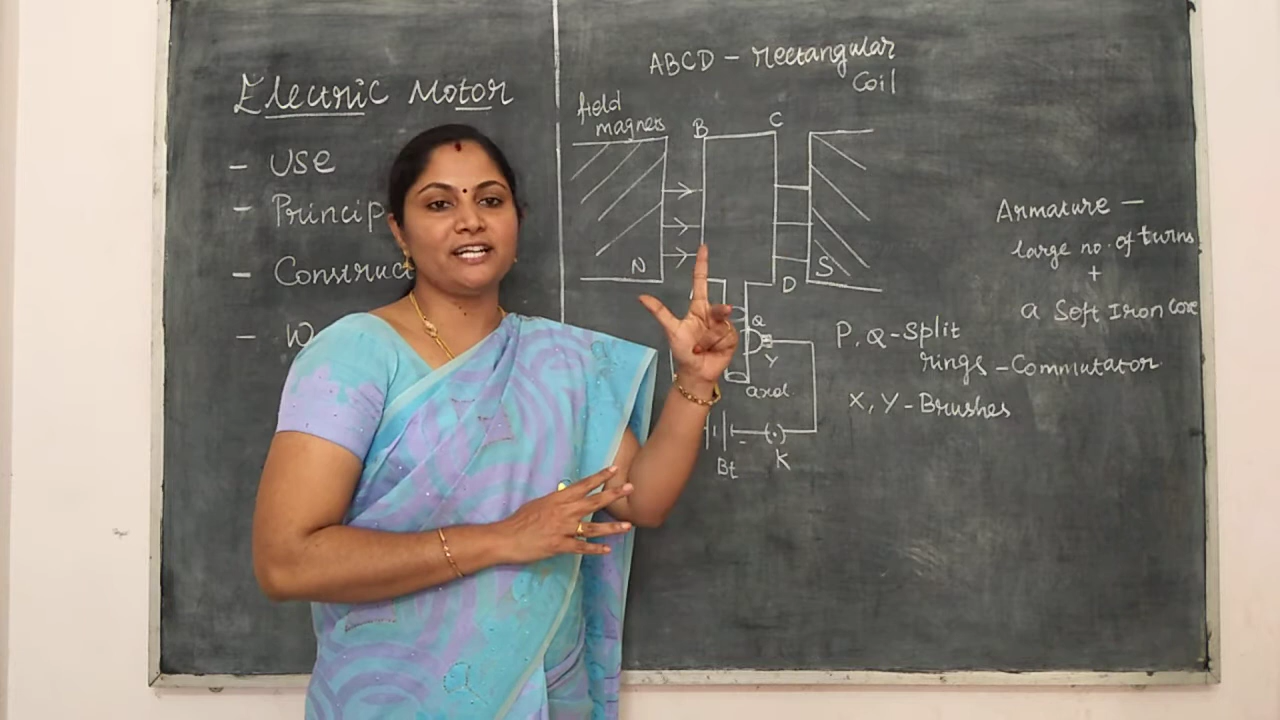 Electric Motor
- Use
- Princip
- Construct
- W
ABCD - Rectangular
Coil
field
magnets
B
C
N
D
S
Q
Y
axel
Bt
K
P, Q - Split
rings - Commutator
X, Y - Brushes
Armature -
large no. of turns
+
a Soft Iron Core